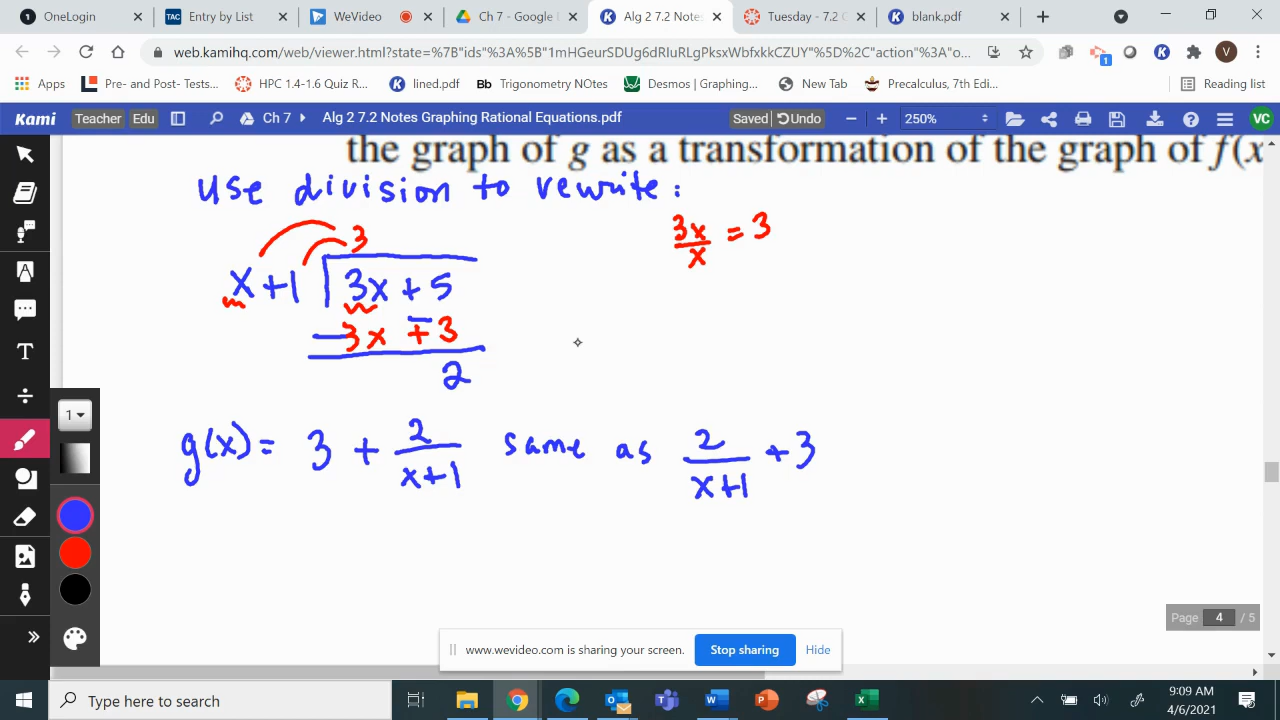 OneLogin
Entry by List
WeVideo
Ch 7 - Google D
Alg 2 7.2 Notes
Tuesday - 7.2 C
blank.pdf
web.kamihq.com/web/viewer.html?state=%7B"ids"%3A%5B"1mHGeurSDUg6dRIuRLgPksxWbfxkkCZUY"%5D%2C"action"%3A"o...
V
1
Apps
Pre- and Post- Tests...
HPC 1.4-1.6 Quiz R...
lined.pdf
Bb Trigonometry NOtes
Desmos | Graphing...
New Tab
Precalculus, 7th Edi...
Reading list
Kami
Teacher
Edu
Ch 7
Alg 2 7.2 Notes Graphing Rational Equations.pdf
Saved
Undo
250%
VC
the graph of g as a transformation of the graph of f(x
Use division to rewrite:
3x/x = 3
3
x+1 3x+5
-3x +̅ 3
2
g(x) = 3 + 2/(x+1) same as 2/(x+1) + 3
1
Page 4 / 5
www.wevideo.com is sharing your screen.
Stop sharing
Hide
Type here to search
9:09 AM
4/6/2021